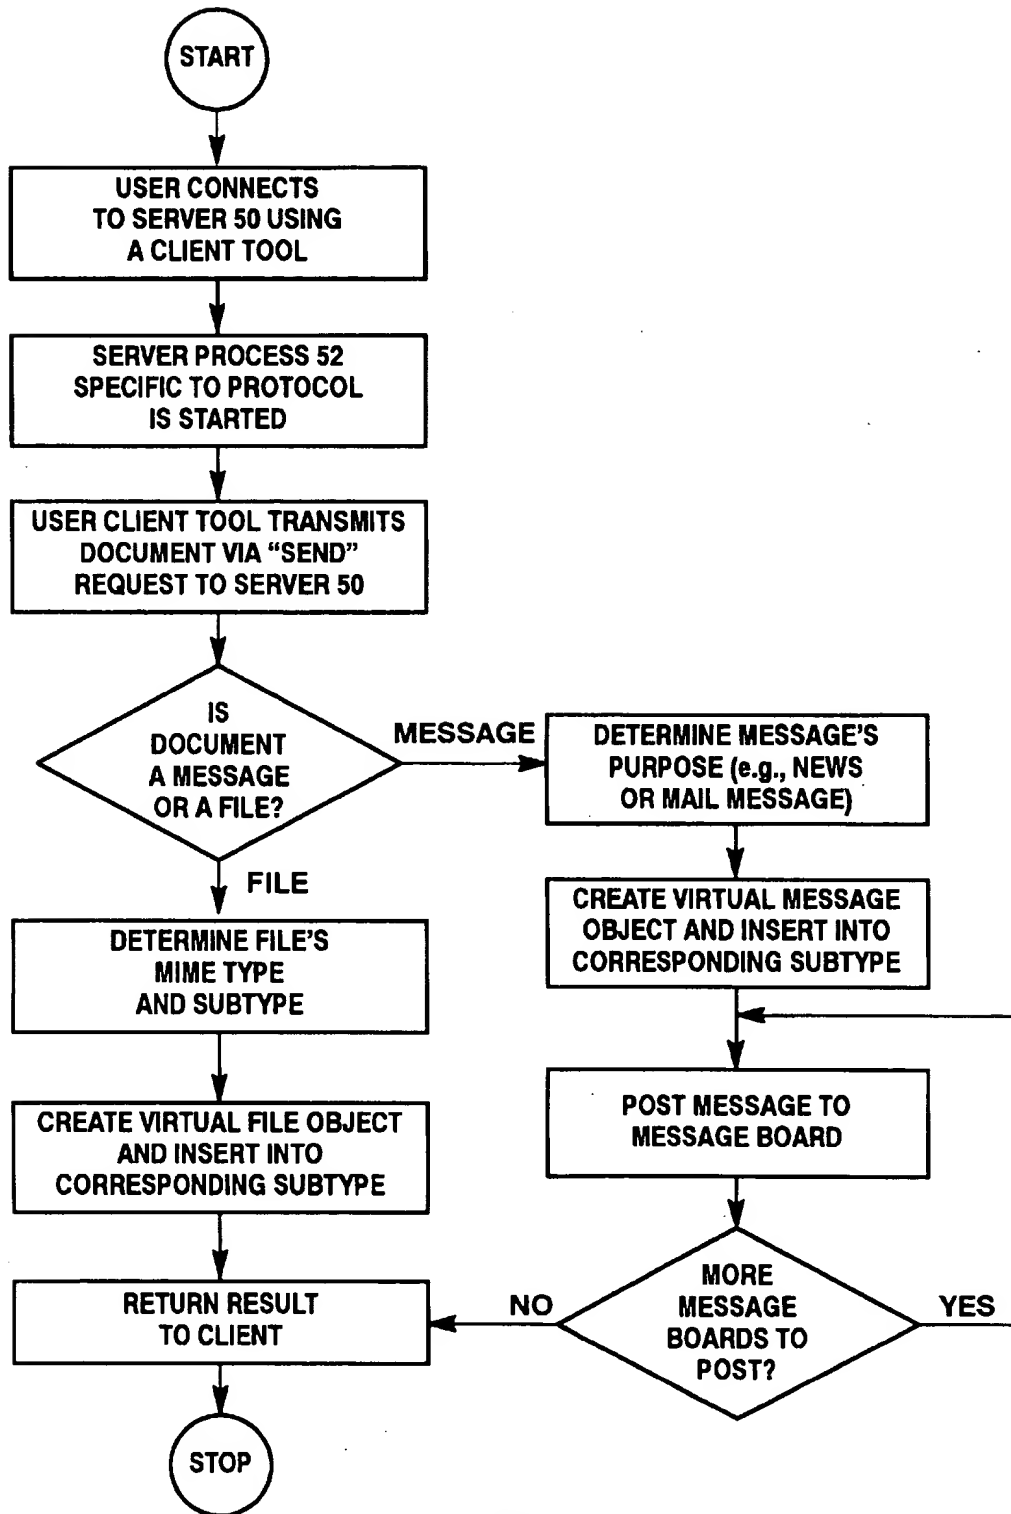 START
USER CONNECTS
TO SERVER 50 USING
A CLIENT TOOL
SERVER PROCESS 52
SPECIFIC TO PROTOCOL
IS STARTED
USER CLIENT TOOL TRANSMITS
DOCUMENT VIA “SEND”
REQUEST TO SERVER 50
IS
DOCUMENT
A MESSAGE
OR A FILE?
MESSAGE
DETERMINE MESSAGE'S
PURPOSE (e.g., NEWS
OR MAIL MESSAGE)
CREATE VIRTUAL MESSAGE
OBJECT AND INSERT INTO
CORRESPONDING SUBTYPE
FILE
DETERMINE FILE'S
MIME TYPE
AND SUBTYPE
POST MESSAGE TO
MESSAGE BOARD
CREATE VIRTUAL FILE OBJECT
AND INSERT INTO
CORRESPONDING SUBTYPE
MORE
MESSAGE
BOARDS TO
POST?
NO
YES
RETURN RESULT
TO CLIENT
STOP